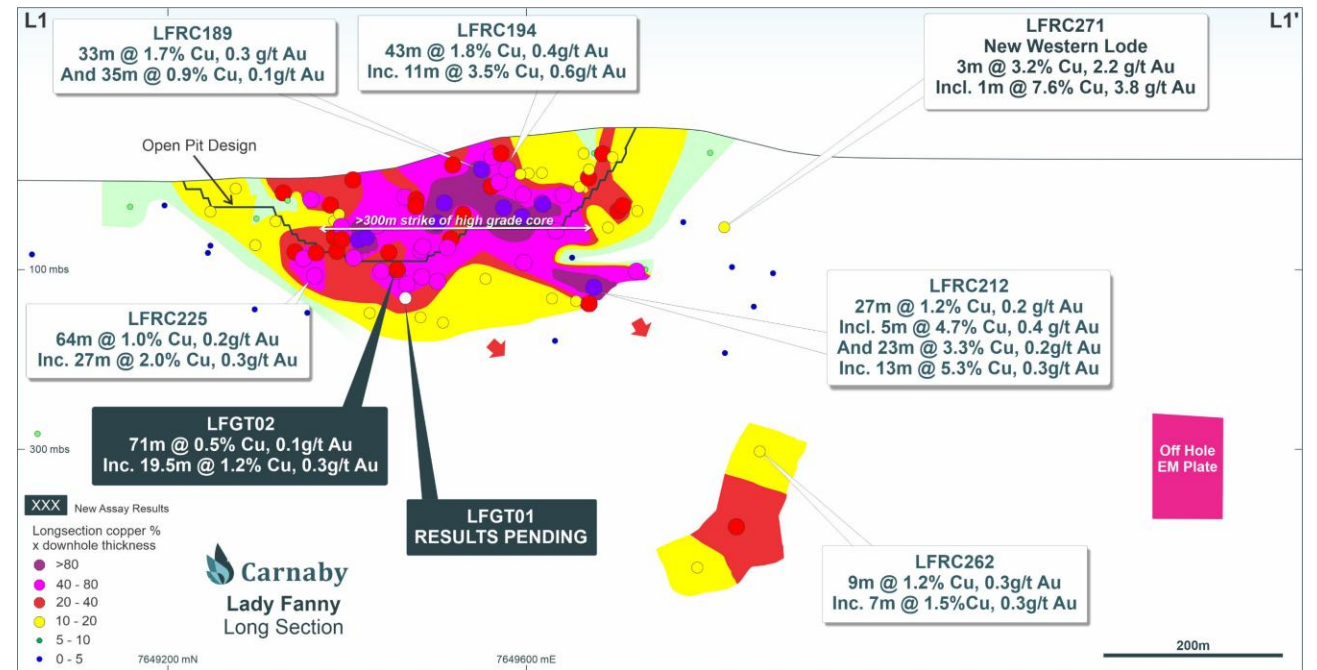 L1
L1'
LFRC189
33m @ 1.7% Cu, 0.3 g/t Au
And 35m @ 0.9% Cu, 0.1g/t Au
LFRC194
43m @ 1.8% Cu, 0.4g/t Au
Inc. 11m @ 3.5% Cu, 0.6g/t Au
LFRC271
New Western Lode
3m @ 3.2% Cu, 2.2 g/t Au
Incl. 1m @ 7.6% Cu, 3.8 g/t Au
Open Pit Design
>300m strike of high grade core
100 mbs
LFRC225
64m @ 1.0% Cu, 0.2g/t Au
Inc. 27m @ 2.0% Cu, 0.3g/t Au
LFRC212
27m @ 1.2% Cu, 0.2 g/t Au
Incl. 5m @ 4.7% Cu, 0.4 g/t Au
And 23m @ 3.3% Cu, 0.2g/t Au
Inc. 13m @ 5.3% Cu, 0.3g/t Au
LFGT02
71m @ 0.5% Cu, 0.1g/t Au
Inc. 19.5m @ 1.2% Cu, 0.3g/t Au
300 mbs
Off Hole
EM Plate
LFGT01
RESULTS PENDING
XXX New Assay Results
Longsection copper %
x downhole thickness
>80
40 - 80
20 - 40
10 - 20
5 - 10
0 - 5
Carnaby
Lady Fanny
Long Section
LFRC262
9m @ 1.2% Cu, 0.3g/t Au
Inc. 7m @ 1.5%Cu, 0.3g/t Au
200m
7649200 mN
7649600 mE